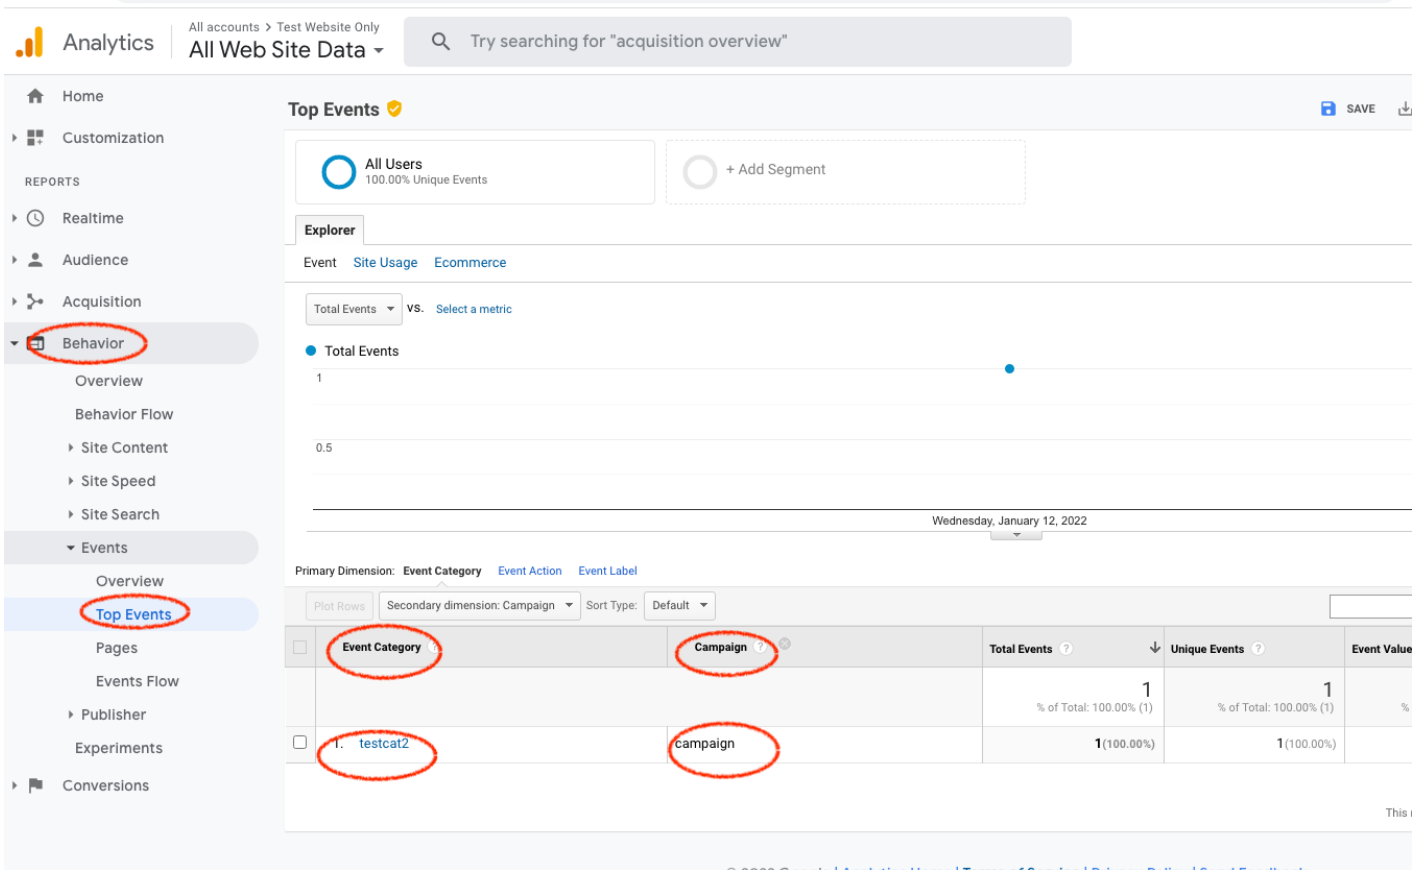 Analytics
All accounts > Test Website Only
All Web Site Data
Try searching for "acquisition overview"
Home
Customization
REPORTS
Realtime
Audience
Acquisition
Behavior
Overview
Behavior Flow
Site Content
Site Speed
Site Search
Events
Overview
Top Events
Pages
Events Flow
Publisher
Experiments
Conversions
Top Events
SAVE
All Users
100.00% Unique Events
+ Add Segment
Explorer
Event Site Usage Ecommerce
Total Events VS. Select a metric
Total Events
1
0.5
Wednesday, January 12, 2022
Primary Dimension: Event Category Event Action Event Label
Plot Rows Secondary dimension: Campaign Sort Type: Default
Event Category ? Campaign ? Total Events ? Unique Events ? Event Value
1 1
% of Total: 100.00% (1) % of Total: 100.00% (1) %
1. testcat2 campaign 1(100.00%) 1(100.00%)
This